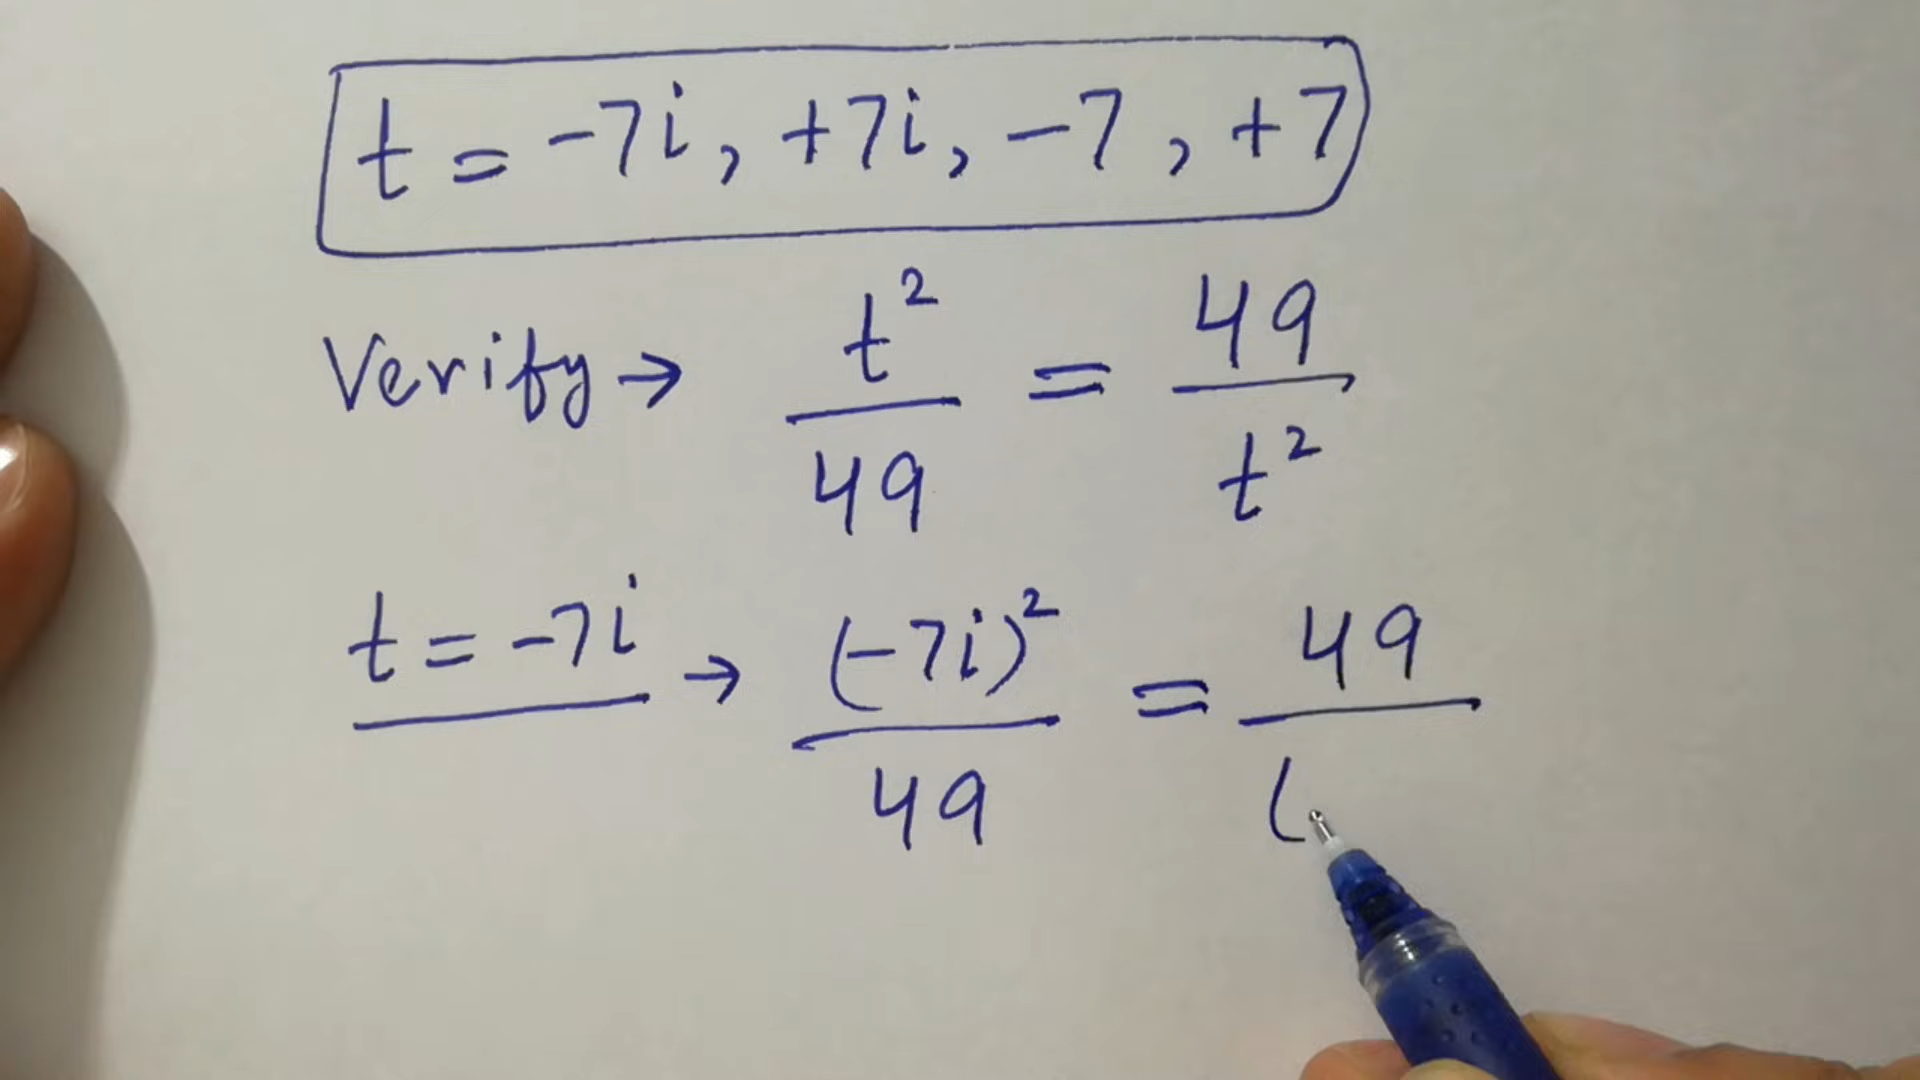 t = -7i, +7i, -7, +7
Verify → t²/49 = 49/t²
t = -7i → (-7i)²/49 = 49/(